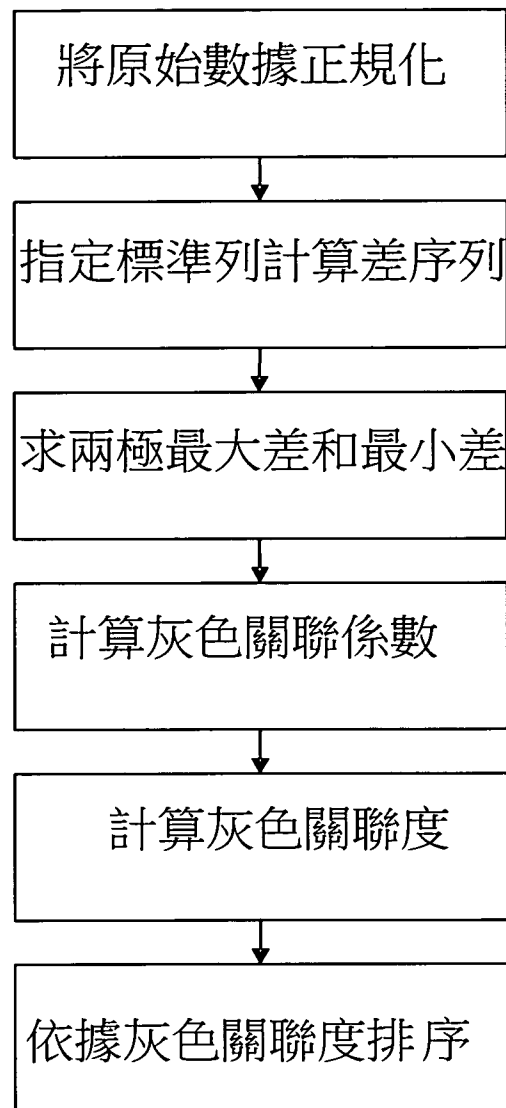 將原始數據正規化
指定標準列計算差序列
求兩極最大差和最小差
計算灰色關聯係數
計算灰色關聯度
依據灰色關聯度排序